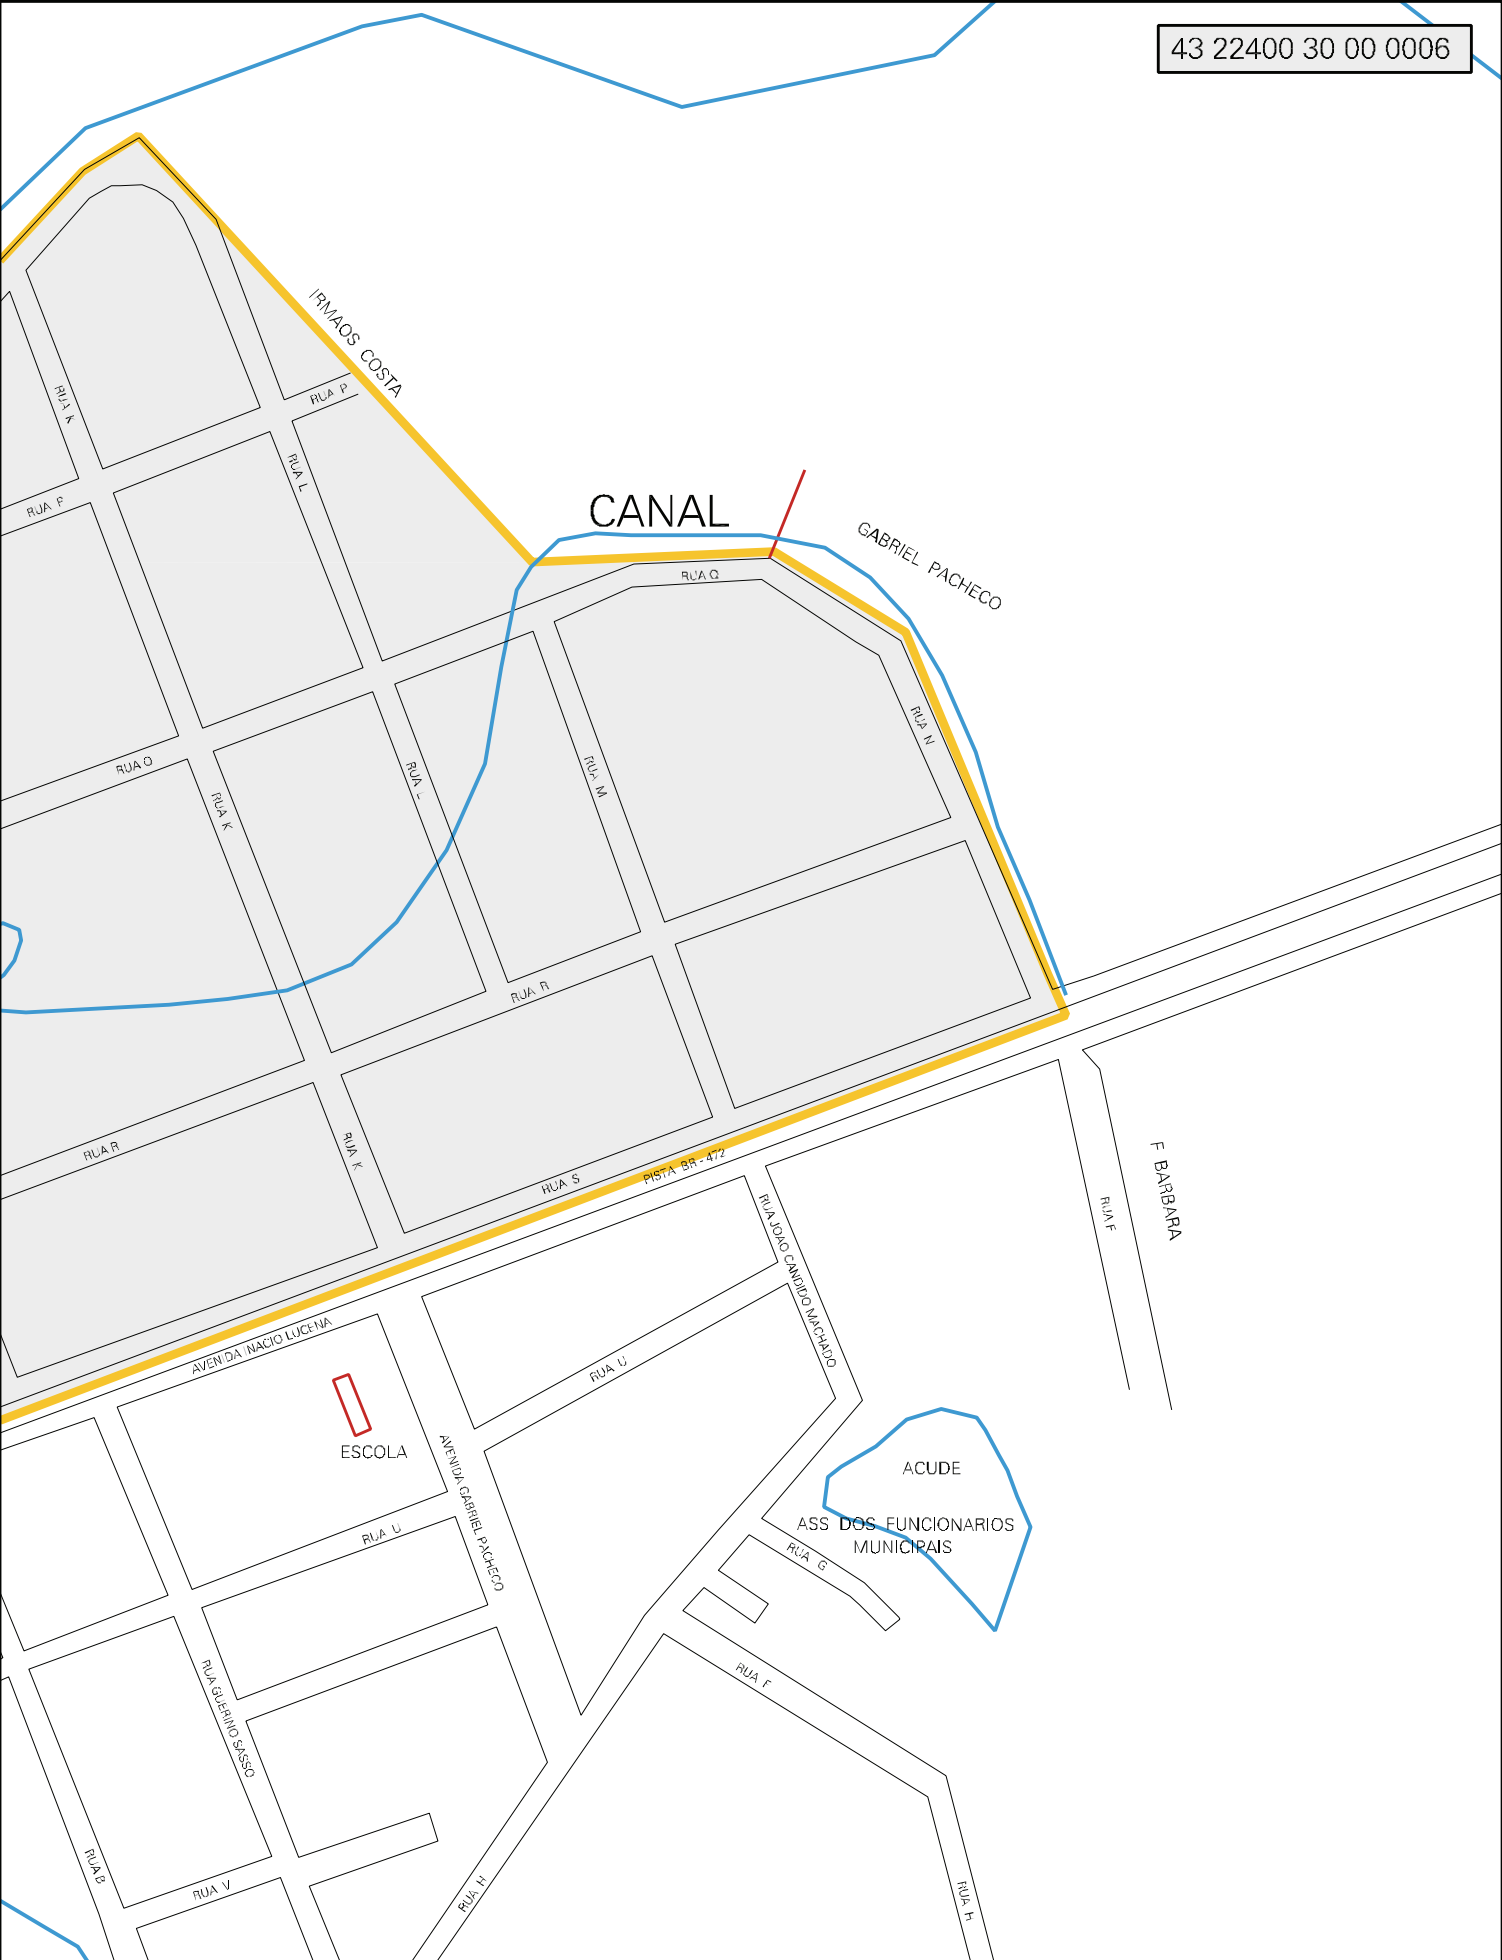 43 22400 30 00 0006
IRMAOS COSTA
RUA K
RUA P
RUA L
RUA P
CANAL
GABRIEL PACHECO
RUA Q
RUA N
RUA O
RUA L
RUA M
RUA K
RUA R
RUA R
RUA K
RUA S
PISTA BR-472
F BARBARA
RUA F
RUA JOAO CANDIDO MACHADO
AVENIDA INACIO LUCENA
RUA U
ESCOLA
AVENIDA GABRIEL PACHECO
ACUDE
ASS DOS FUNCIONARIOS
MUNICIPAIS
RUA U
RUA G
RUA F
RUA GUERINO SASSO
RUA B
RUA V
RUA H
RUA H